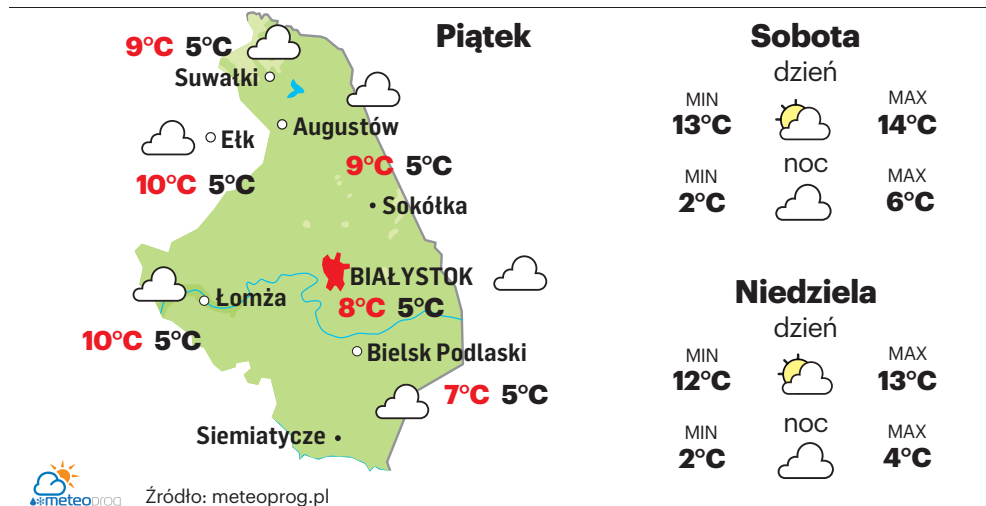 Piątek
9°C 5°C
Suwałki
Augustów
Ełk
10°C 5°C
9°C 5°C
Sokółka
BIAŁYSTOK
8°C 5°C
Łomża
10°C 5°C
Bielsk Podlaski
7°C 5°C
Siemiatycze
meteoprog
Źródło: meteoprog.pl
Sobota
dzień
MIN
13°C
MAX
14°C
noc
MIN
2°C
MAX
6°C
Niedziela
dzień
MIN
12°C
MAX
13°C
noc
MIN
2°C
MAX
4°C